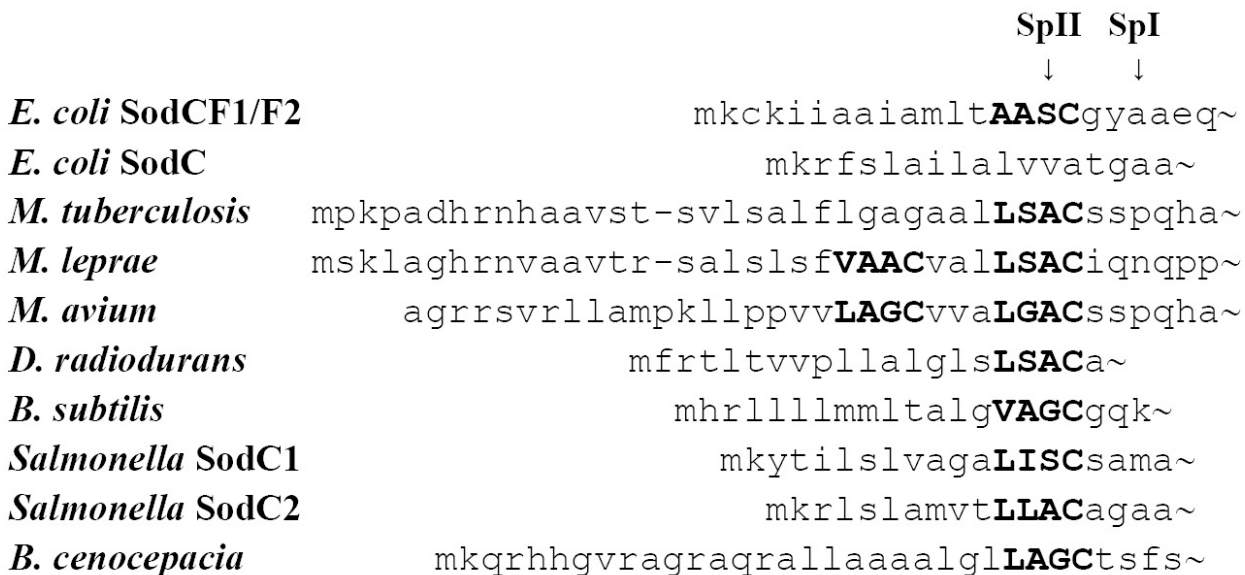 SpII SpI
↓ ↓
E. coli SodCF1/F2 mkckiiaaiamltAASCgyaaeq~
E. coli SodC mkrfslailalvvatgaa~
M. tuberculosis mpkpadhrnhaavst-svlsalflgagaalLSACsspqha~
M. leprae msklaghrnvaavtr-salslsfVAACvalLSACiqnqpp~
M. avium agrrsvrllampkllppvvLAGCvvaLGACsspqha~
D. radiodurans mfrtltvvpllalglsLSACa~
B. subtilis mhrllllmmltalgVAGCgqk~
Salmonella SodC1 mkytilslvagaLISCsama~
Salmonella SodC2 mkrlslamvtLLACagaa~
B. cenocepacia mkqrhhgvragraqrallaaaalglLAGCtsfs~